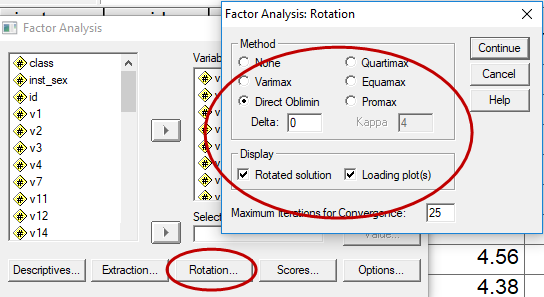 Factor Analysis
class
inst_sex
id
v1
v2
v3
v4
v7
v11
v12
v14
Variab
v
v
v
v
v
v
v
v
Select
Value...
Descriptives...
Extraction...
Rotation...
Scores...
Options...
Factor Analysis: Rotation
Method
None
Quartimax
Varimax
Equamax
Direct Oblimin
Promax
Delta: 0
Kappa 4
Display
Rotated solution
Loading plot(s)
Maximum Iterations for Convergence: 25
Continue
Cancel
Help
4.56
4.38